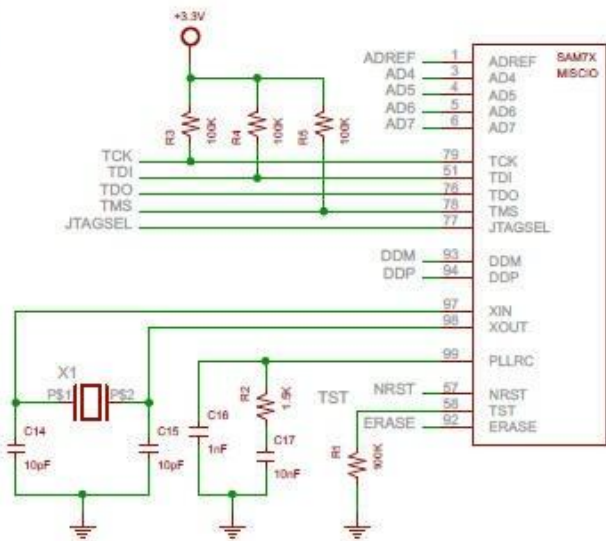 +3.3V
R3
100K
R4
100K
R5
100K
TCK
TDI
TDO
TMS
JTAGSEL
ADREF
AD4
AD5
AD6
AD7
1
3
4
5
6
ADREF
AD4
AD5
AD6
AD7
SAM7X
MISCIO
79
51
76
78
77
TCK
TDI
TDO
TMS
JTAGSEL
DDM 93 DDM
DDP 94 DDP
97 XIN
98 XOUT
99 PLLRC
X1
P$1
P$2
C14
10pF
C15
10pF
C16
1nF
R2
1.5K
C17
10nF
TST
R1
100K
NRST 57 NRST
58 TST
ERASE 92 ERASE